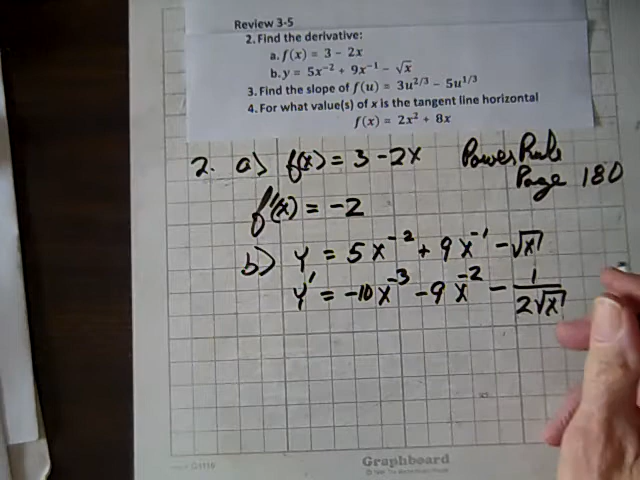 Review 3-5
2. Find the derivative:
a. f(x) = 3 − 2x
b. y = 5x⁻² + 9x⁻¹ − √x
3. Find the slope of f(u) = 3u^{2/3} − 5u^{1/3}
4. For what value(s) of x is the tangent line horizontal
f(x) = 2x² + 8x
2. a) f(x) = 3 − 2x Power Rule
Page 180
f'(x) = −2
b) y = 5x⁻² + 9x⁻¹ − √x
y' = −10x⁻³ − 9x⁻² − 1/(2√x)
Graphboard